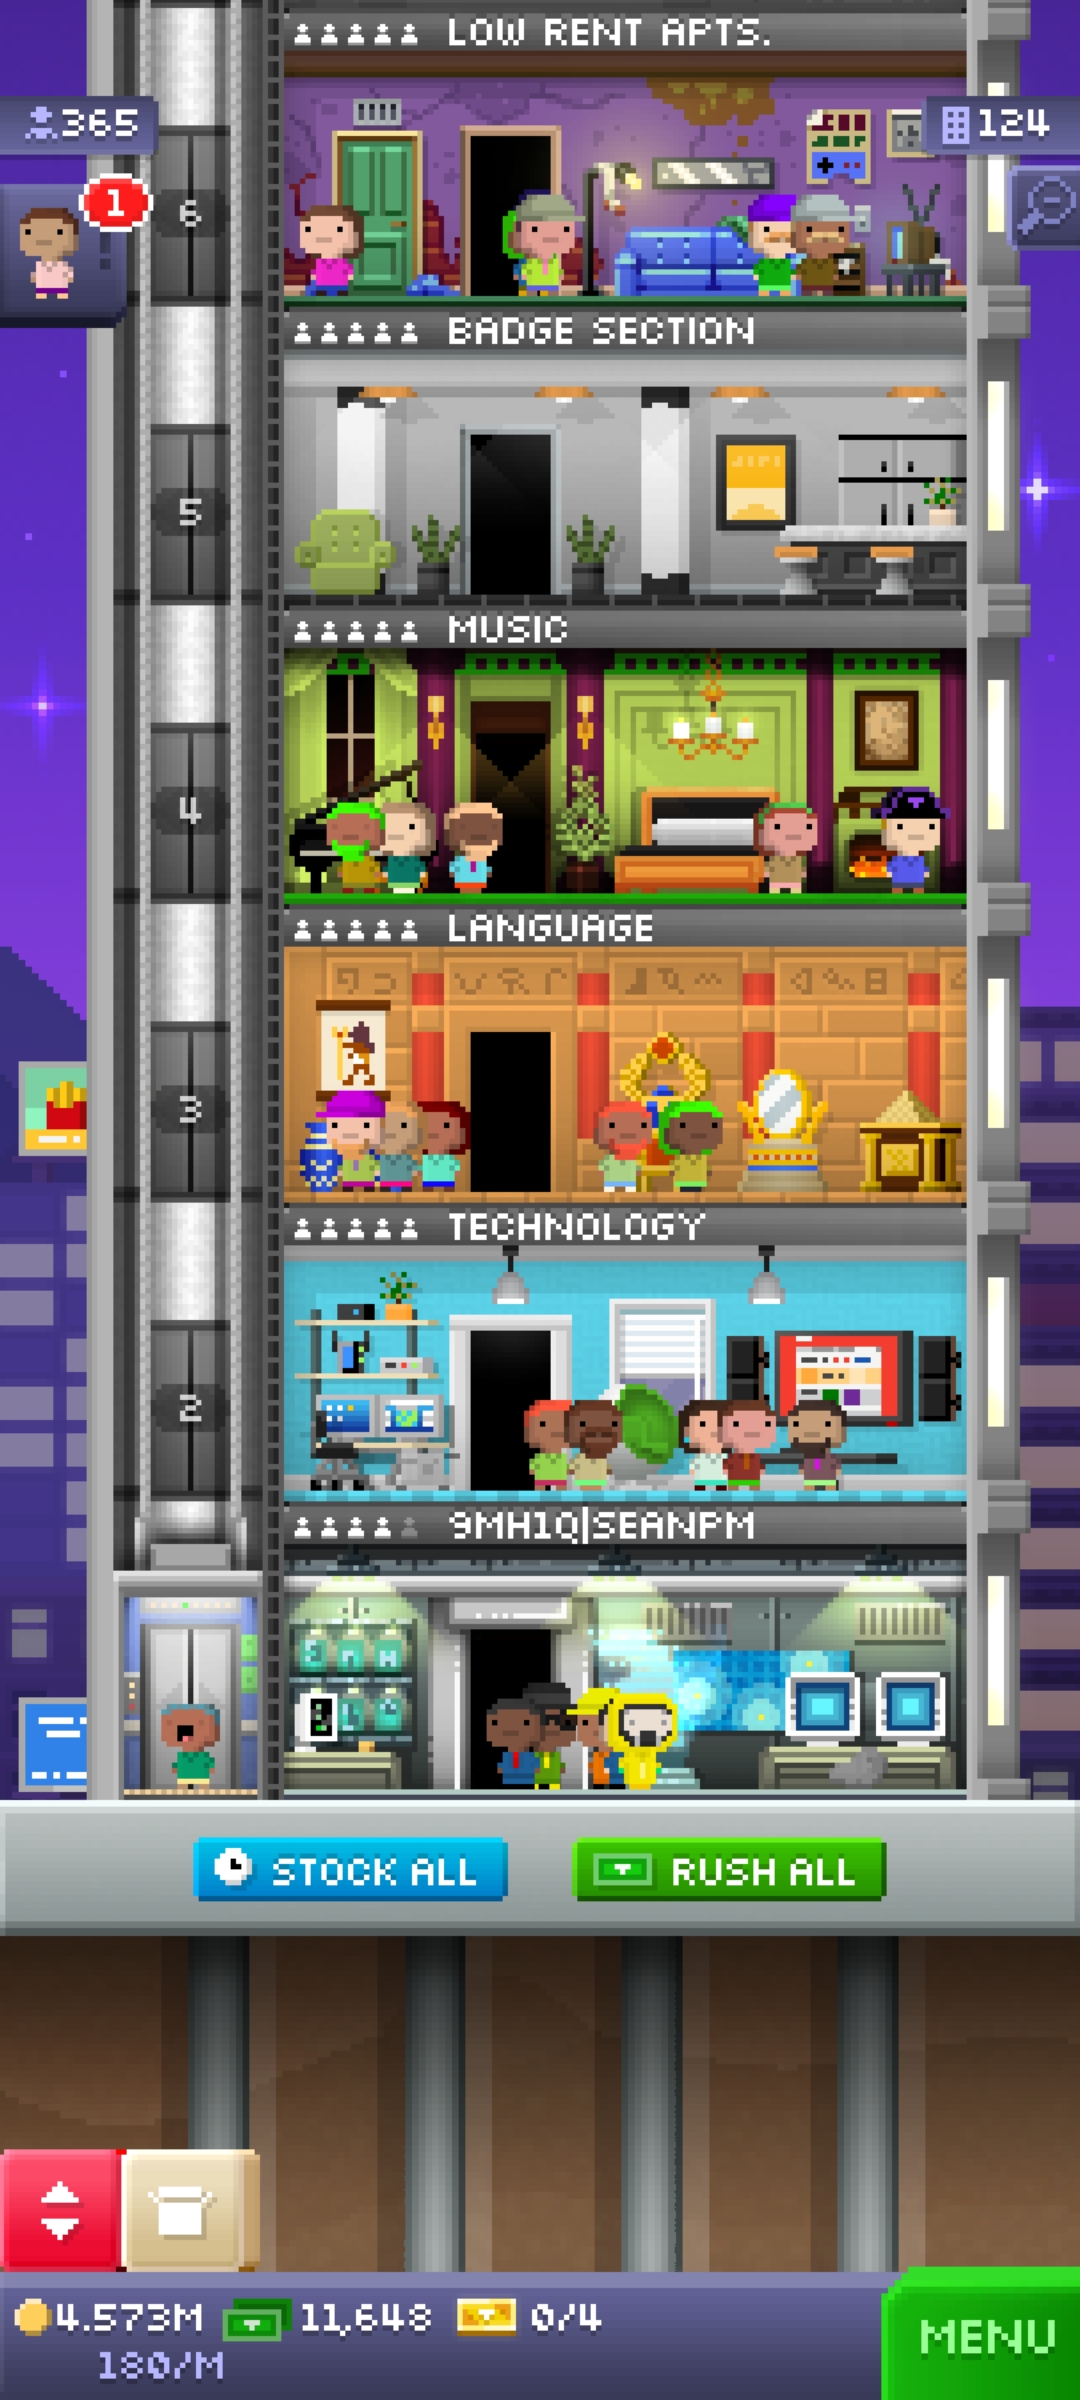 LOW RENT APTS.
365
124
1
6
BADGE SECTION
5
MUSIC
4
LANGUAGE
3
TECHNOLOGY
2
9MH1Q|SEANPM
STOCK ALL
RUSH ALL
4.573M
11,648
0/4
180/M
MENU